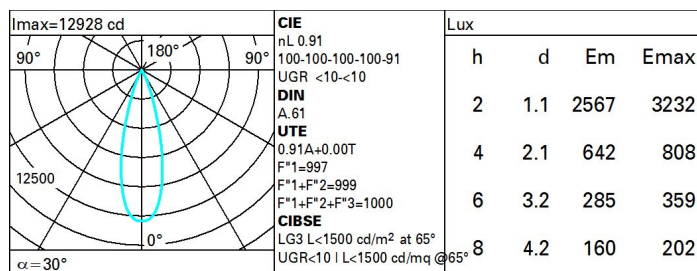 Imax=12928 cd
90°
180°
90°
12500
0°
α=30°
CIE
nL 0.91
100-100-100-100-91
UGR <10-<10
DIN
A.61
UTE
0.91A+0.00T
F"1=997
F"1+F"2=999
F"1+F"2+F"3=1000
CIBSE
LG3 L<1500 cd/m² at 65°
UGR<10 | L<1500 cd/mq @65°
Lux
h d Em Emax
2 1.1 2567 3232
4 2.1 642 808
6 3.2 285 359
8 4.2 160 202